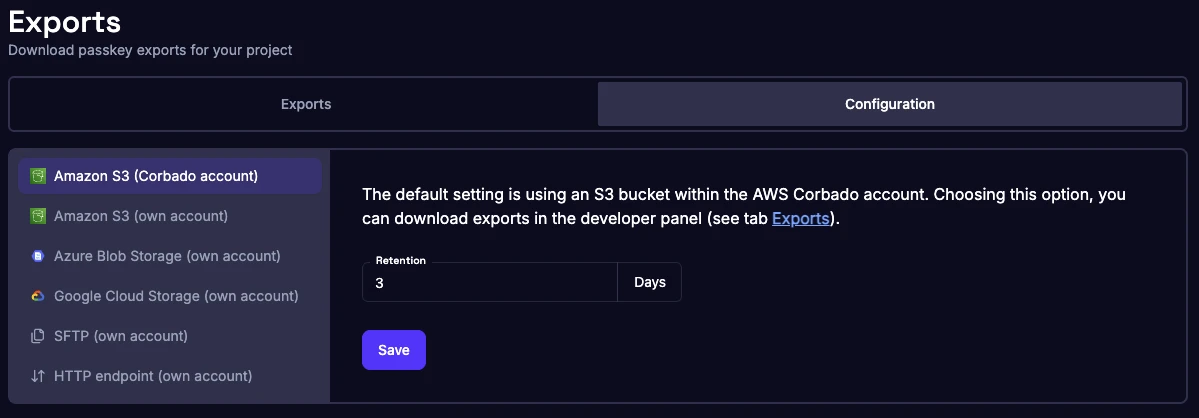 Exports
Download passkey exports for your project
Exports
Configuration
Amazon S3 (Corbado account)
Amazon S3 (own account)
Azure Blob Storage (own account)
Google Cloud Storage (own account)
SFTP (own account)
HTTP endpoint (own account)
The default setting is using an S3 bucket within the AWS Corbado account. Choosing this option, you
can download exports in the developer panel (see tab Exports).
Retention
3
Days
Save